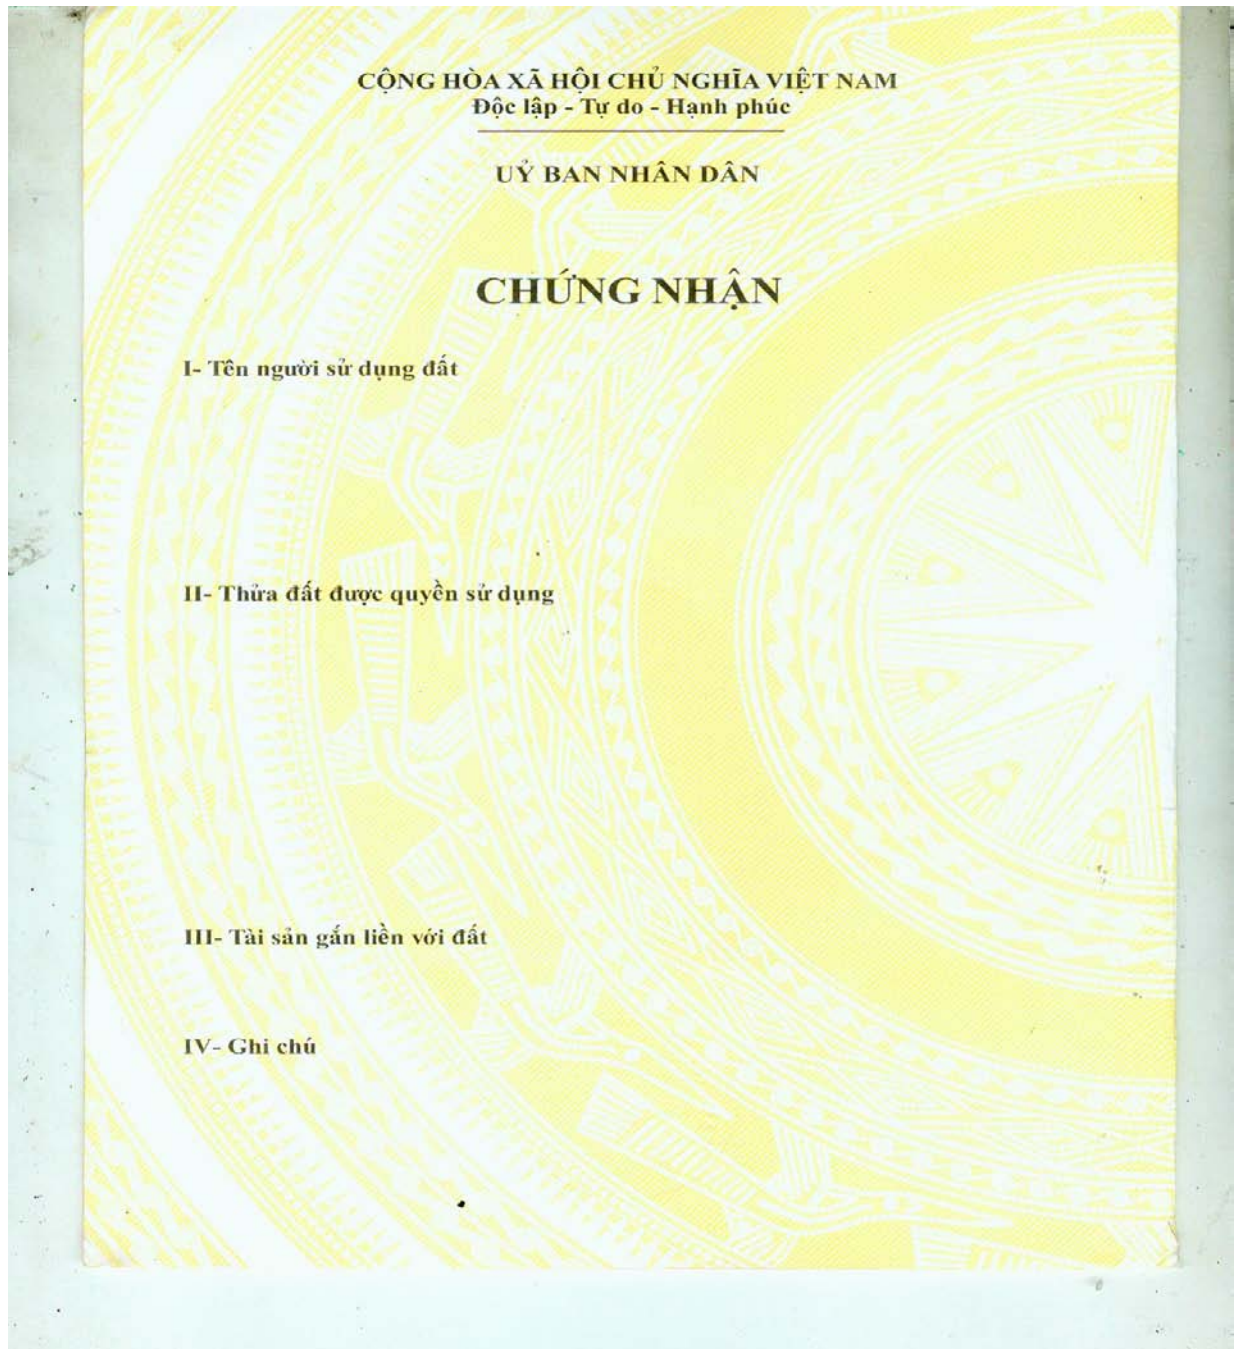 CỘNG HÒA XÃ HỘI CHỦ NGHĨA VIỆT NAM
Độc lập - Tự do - Hạnh phúc
UỶ BAN NHÂN DÂN
CHỨNG NHẬN
I- Tên người sử dụng đất
II- Thửa đất được quyền sử dụng
III- Tài sản gắn liền với đất
IV- Ghi chú